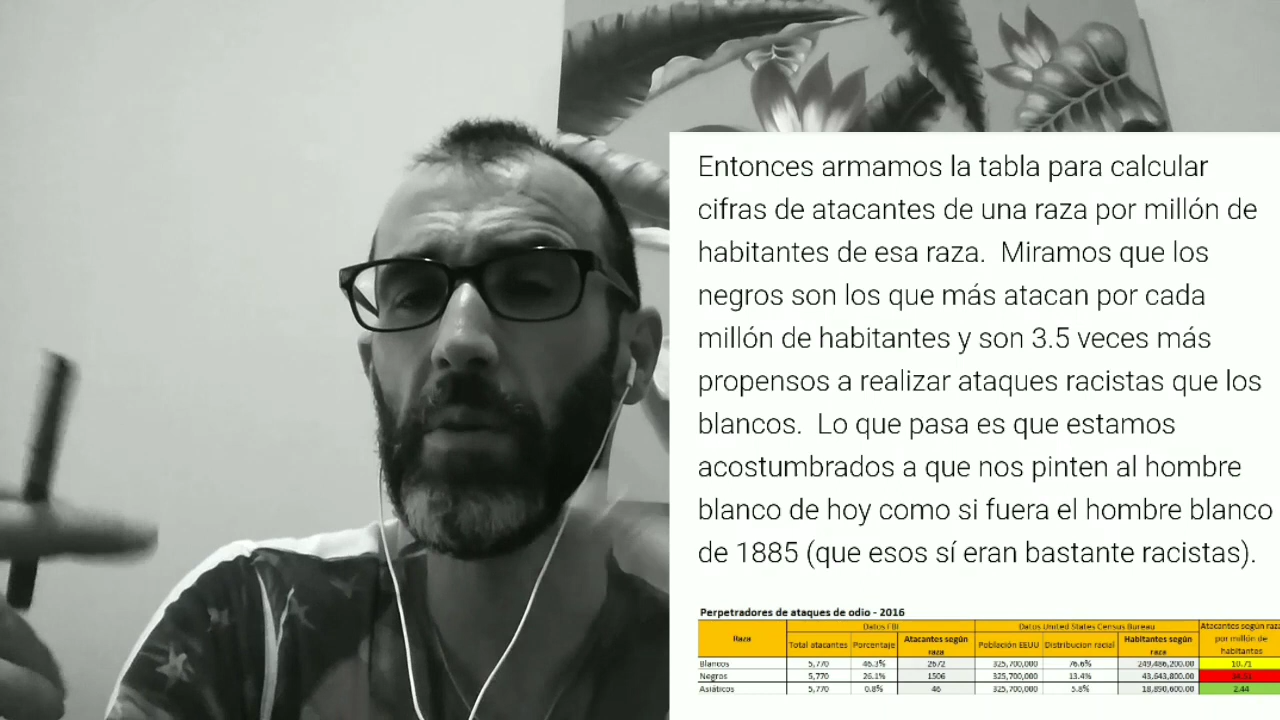 Entonces armamos la tabla para calcular
cifras de atacantes de una raza por millón de
habitantes de esa raza.  Miramos que los
negros son los que más atacan por cada
millón de habitantes y son 3.5 veces más
propensos a realizar ataques racistas que los
blancos.  Lo que pasa es que estamos
acostumbrados a que nos pinten al hombre
blanco de hoy como si fuera el hombre blanco
de 1885 (que esos sí eran bastante racistas).
Perpetradores de ataques de odio - 2016
Datos FBI Datos United States Census Bureau Atacantes según raza
Raza Total atacantes Porcentaje Atacantes según raza Población EEUU Distribucion racial Habitantes según raza por millón de habitantes
Blancos 5,770 46.3% 2672 325,700,000 76.6% 249,486,200.00 10.71
Negros 5,770 26.1% 1506 325,700,000 13.4% 43,643,800.00
Asiáticos 5,770 0.8% 46 325,700,000 5.8% 18,890,600.00 2.44